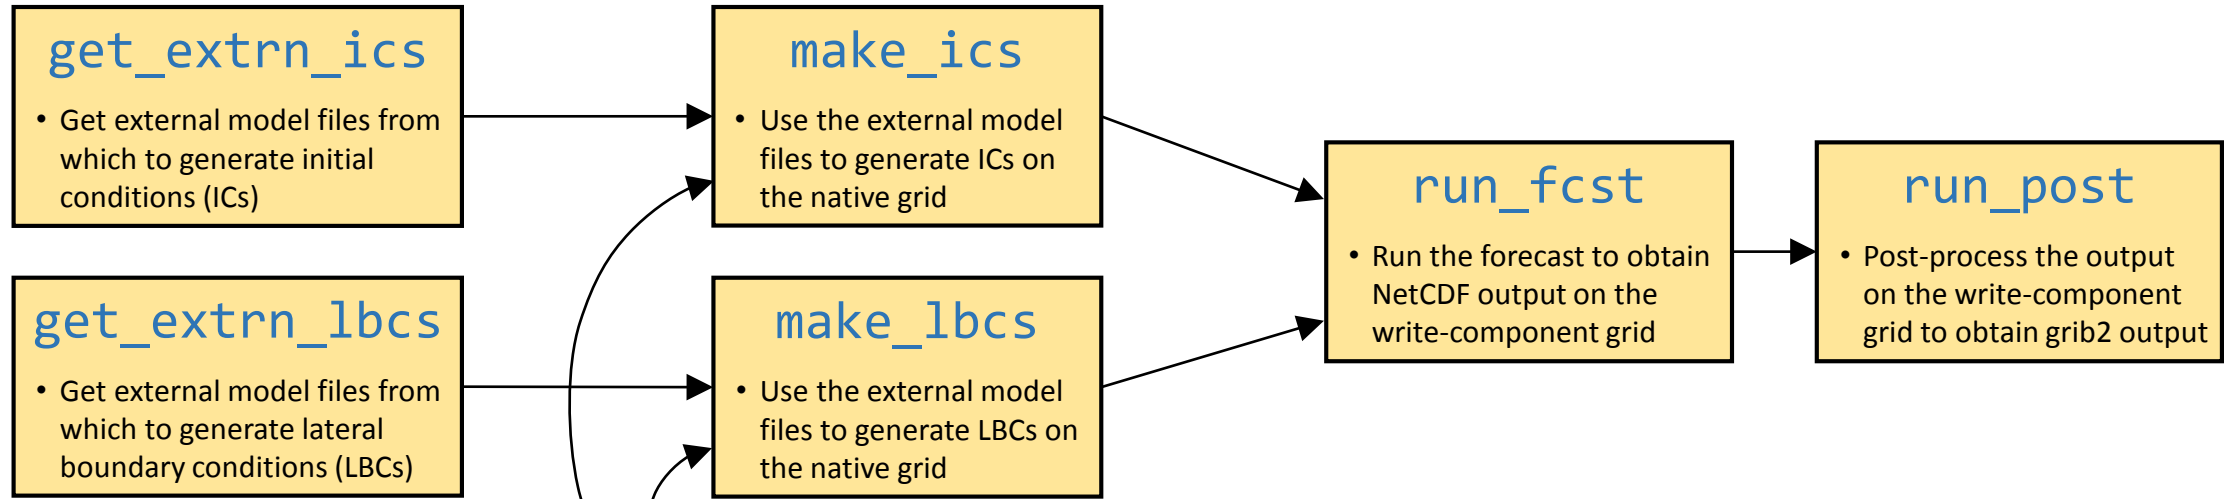 get_extrn_ics
• Get external model files from
which to generate initial
conditions (ICs)
make_ics
• Use the external model
files to generate ICs on
the native grid
get_extrn_lbcs
• Get external model files from
which to generate lateral
boundary conditions (LBCs)
make_lbcs
• Use the external model
files to generate LBCs on
the native grid
run_fcst
• Run the forecast to obtain
NetCDF output on the
write-component grid
run_post
• Post-process the output
on the write-component
grid to obtain grib2 output